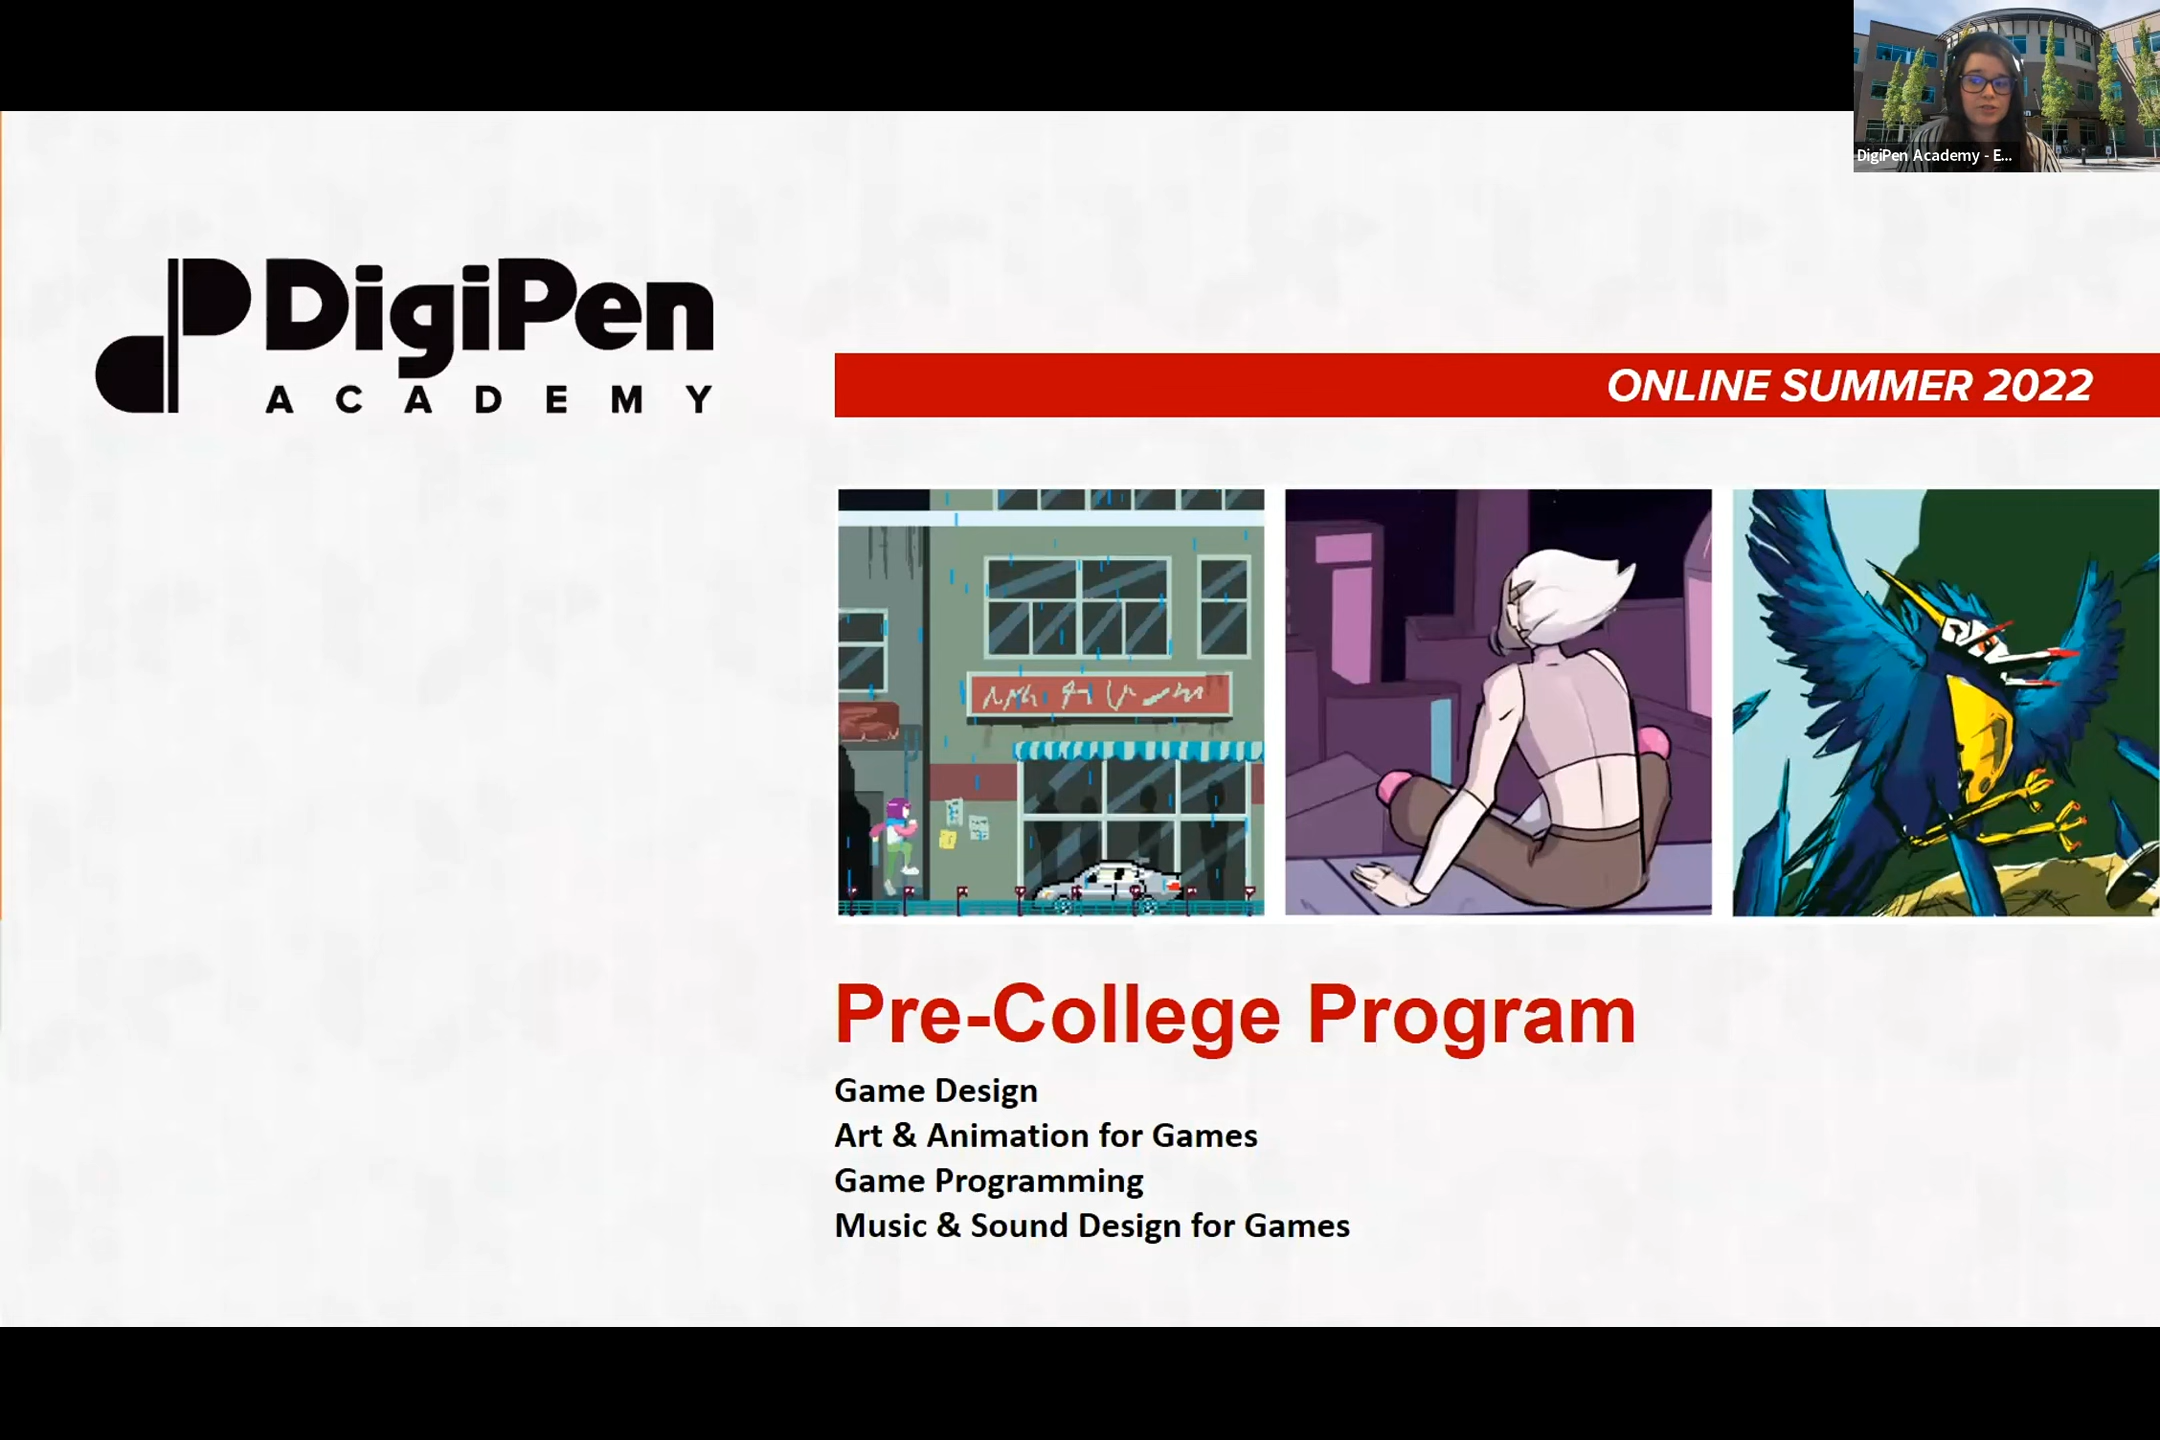 DigiPen Academy - E...
DigiPen
ACADEMY
ONLINE SUMMER 2022
Pre-College Program
Game Design
Art & Animation for Games
Game Programming
Music & Sound Design for Games